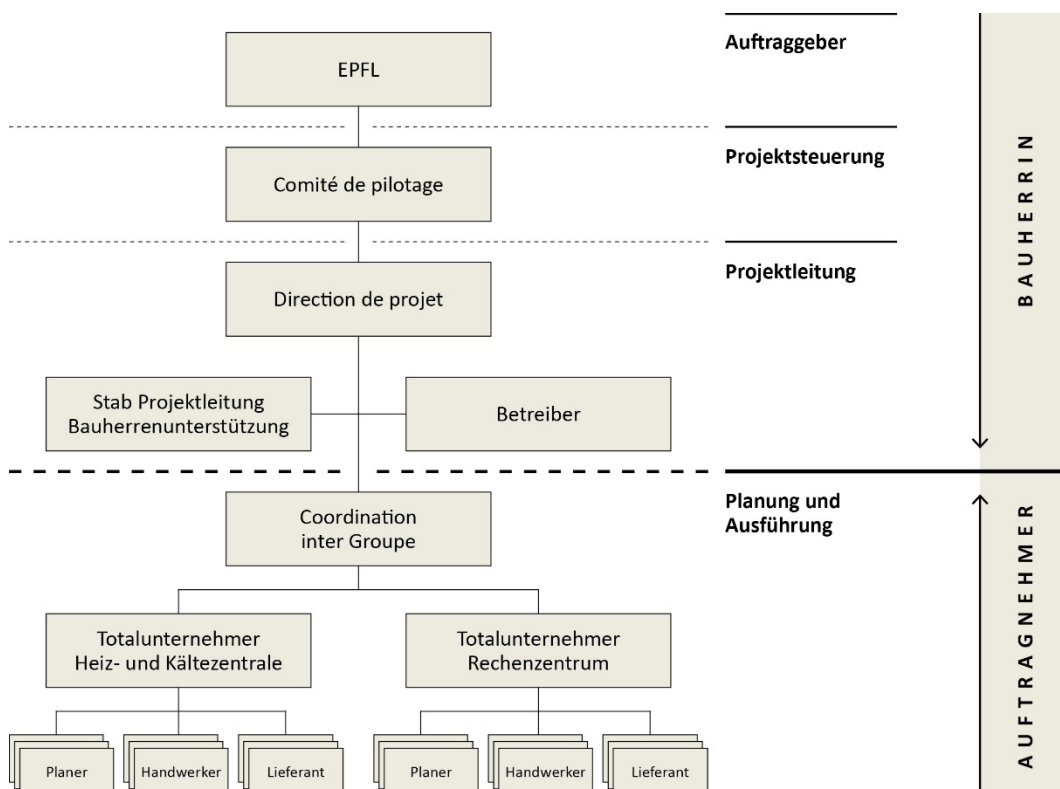 Auftraggeber
EPFL
Projektsteuerung
Comité de pilotage
Projektleitung
Direction de projet
BAUHERRIN
Stab Projektleitung
Bauherrenunterstützung
Betreiber
Planung und
Ausführung
Coordination
inter Groupe
AUFTRAGNEHMER
Totalunternehmer
Heiz- und Kältezentrale
Totalunternehmer
Rechenzentrum
Planer
Handwerker
Lieferant
Planer
Handwerker
Lieferant